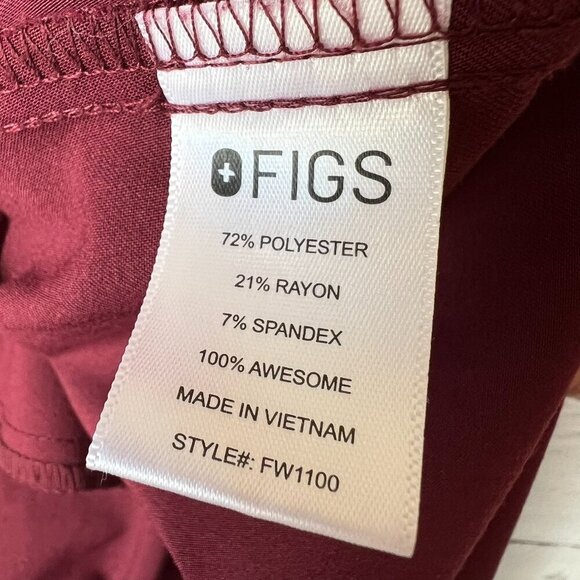 FIGS
72% POLYESTER
21% RAYON
7% SPANDEX
100% AWESOME
MADE IN VIETNAM
STYLE#: FW1100